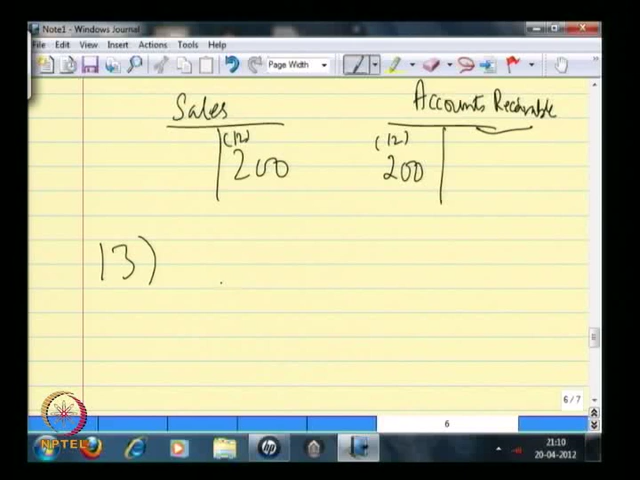 Note1 - Windows Journal
File Edit View Insert Actions Tools Help
Page Width
Sales Accounts Receivable
(12) (12)
200 200
13)
6/7
6
NPTEL
21:10
20-04-2012